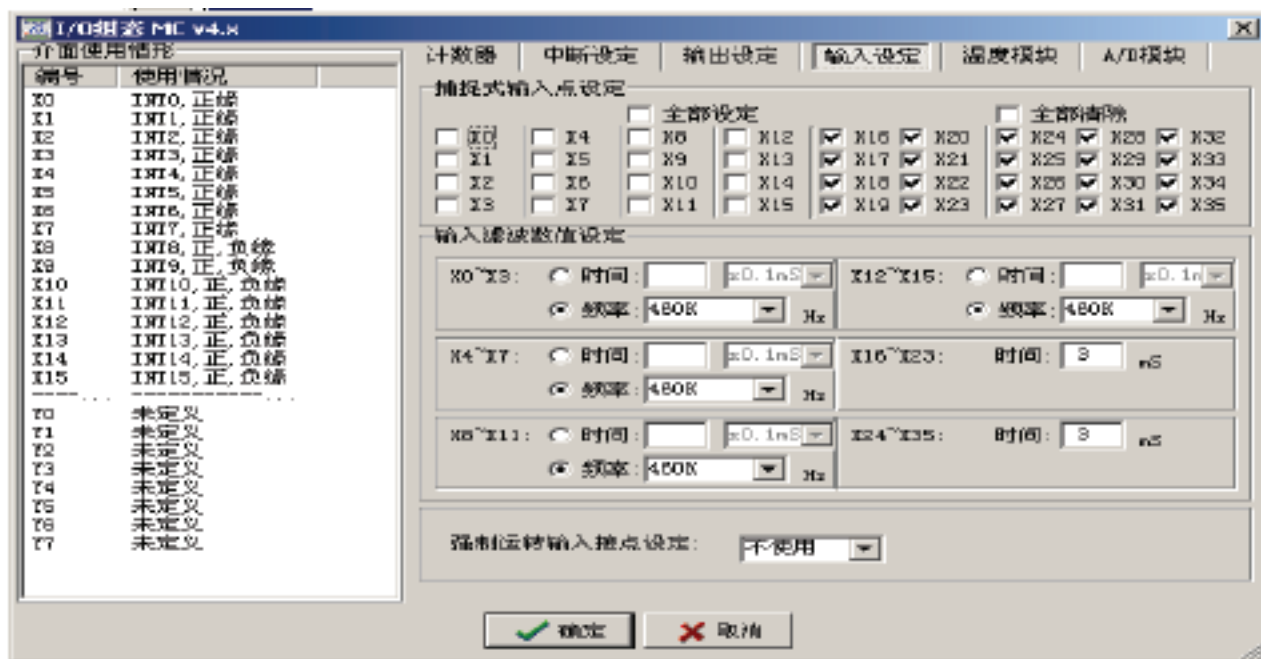 I/O组态 MC v4.x
介面使用情形
编号 使用情况
X0 INT0, 正缘
X1 INT1, 正缘
X2 INT2, 正缘
X3 INT3, 正缘
X4 INT4, 正缘
X5 INT5, 正缘
X6 INT6, 正缘
X7 INT7, 正缘
X8 INT8, 正, 负缘
X9 INT9, 正, 负缘
X10 INT10, 正, 负缘
X11 INT11, 正, 负缘
X12 INT12, 正, 负缘
X13 INT13, 正, 负缘
X14 INT14, 正, 负缘
X15 INT15, 正, 负缘
----... -----------...
Y0 未定义
Y1 未定义
Y2 未定义
Y3 未定义
Y4 未定义
Y5 未定义
Y6 未定义
Y7 未定义
计数器 中断设定 输出设定 输入设定 温度模块 A/D模块
捕捉式输入点设定
全部设定 全部清除
X0 X4 X8 X12 X16 X20 X24 X28 X32
X1 X5 X9 X13 X17 X21 X25 X29 X33
X2 X6 X10 X14 X18 X22 X26 X30 X34
X3 X7 X11 X15 X19 X23 X27 X31 X35
输入滤波数值设定
X0~X3: 时间: x0.1mS X12~X15: 时间: x0.1m
频率: 460K Hz 频率: 460K Hz
X4~X7: 时间: x0.1mS X16~X23: 时间: 3 mS
频率: 460K Hz
X8~X11: 时间: x0.1mS X24~X35: 时间: 3 mS
频率: 460K Hz
强制运转输入接点设定: 不使用
确定 取消